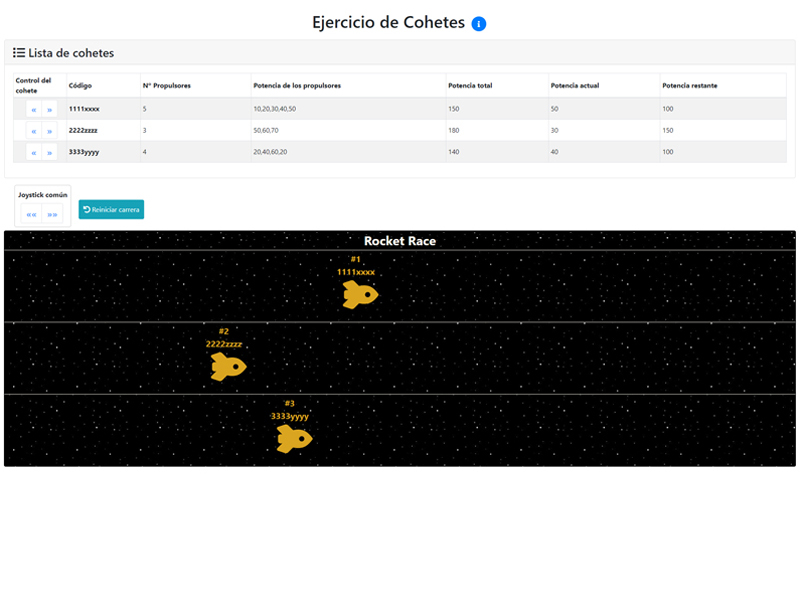 Ejercicio de Cohetes
Lista de cohetes
Control del cohete Código Nº Propulsores Potencia de los propulsores Potencia total Potencia actual Potencia restante
« » 1111xxxx 5 10,20,30,40,50 150 50 100
« » 2222zzzz 3 50,60,70 180 30 150
« » 3333yyyy 4 20,40,60,20 140 40 100
Joystick común
«« »»
Reiniciar carrera
Rocket Race
#1
1111xxxx
#2
2222zzzz
#3
3333yyyy